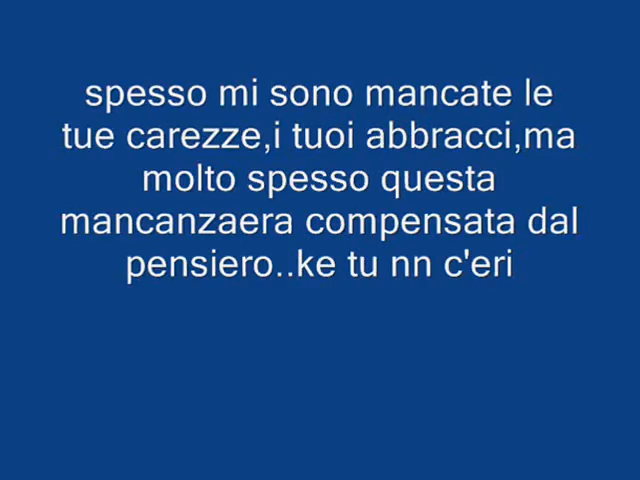 spesso mi sono mancate le
tue carezze,i tuoi abbracci,ma
molto spesso questa
mancanzaera compensata dal
pensiero..ke tu nn c'eri